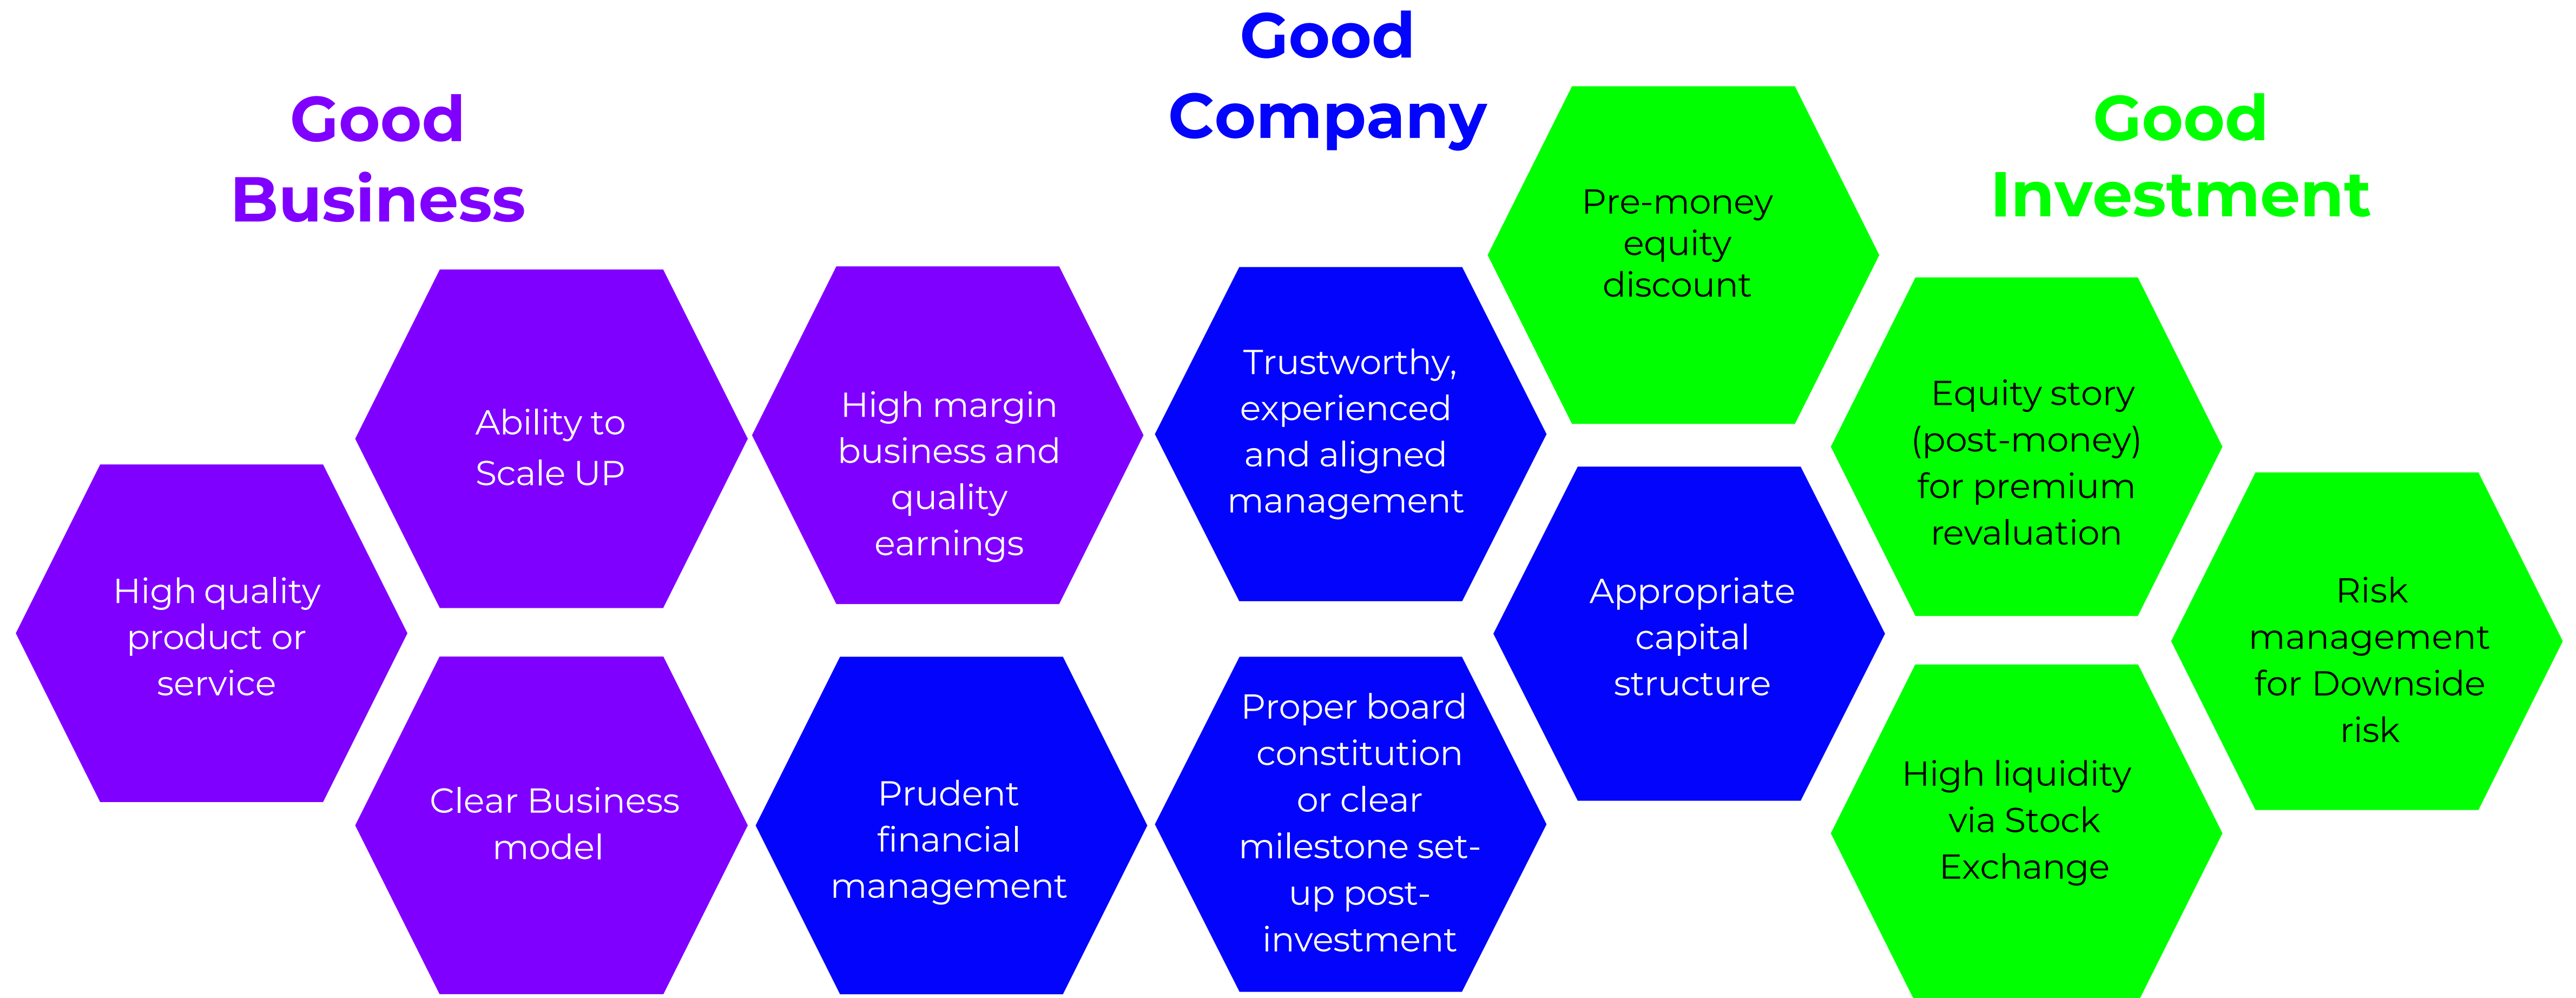 Good
Business
Good
Company
Good
Investment
High quality
product or
service
Ability to
Scale UP
Clear Business
model
High margin
business and
quality
earnings
Prudent
financial
management
Trustworthy,
experienced
and aligned
management
Proper board
constitution
or clear
milestone set-
up post-
investment
Pre-money
equity
discount
Appropriate
capital
structure
Equity story
(post-money)
for premium
revaluation
High liquidity
via Stock
Exchange
Risk
management
for Downside
risk